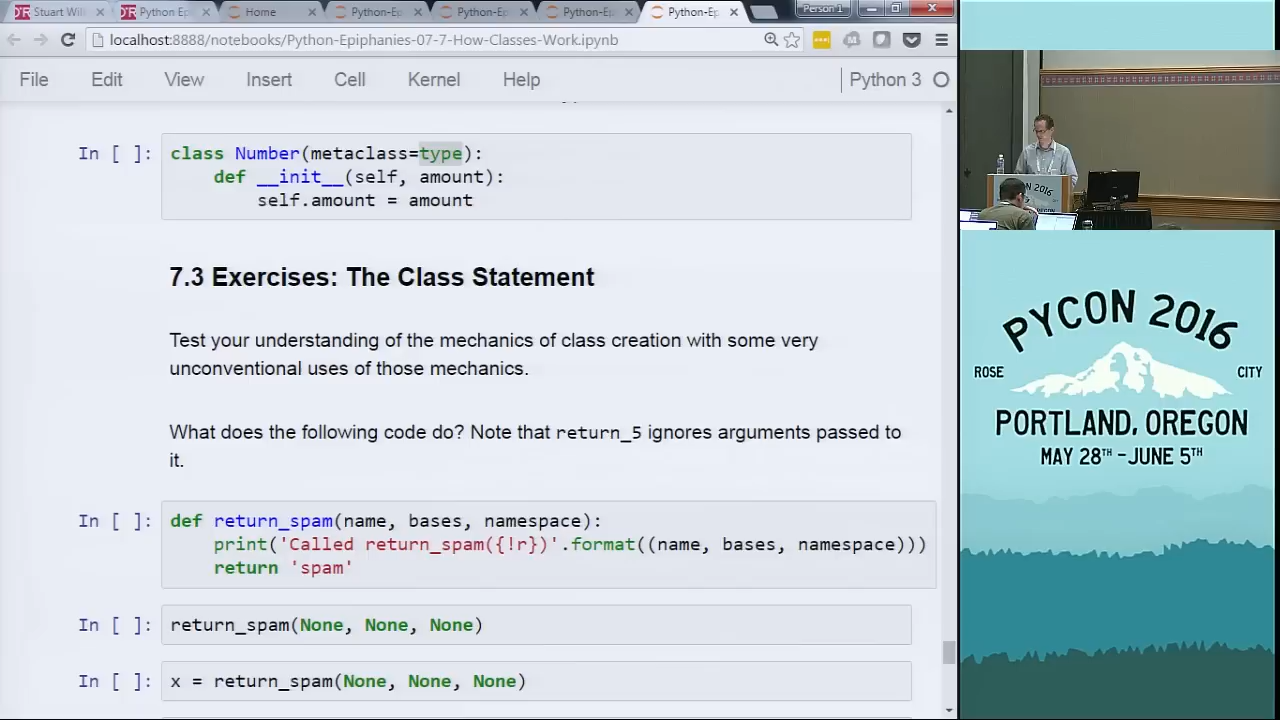 Stuart Wil
Python Epi
Home
Python-Ep
Python-Ep
Python-Ep
Python-Ep
Person 1
localhost:8888/notebooks/Python-Epiphanies-07-7-How-Classes-Work.ipynb
File Edit View Insert Cell Kernel Help Python 3
In [ ]: class Number(metaclass=type):
def __init__(self, amount):
self.amount = amount
7.3 Exercises: The Class Statement
Test your understanding of the mechanics of class creation with some very
unconventional uses of those mechanics.
What does the following code do? Note that return_5 ignores arguments passed to
it.
In [ ]: def return_spam(name, bases, namespace):
print('Called return_spam({!r})'.format((name, bases, namespace)))
return 'spam'
In [ ]: return_spam(None, None, None)
In [ ]: x = return_spam(None, None, None)
PYCON 2016
PYCON 2016
ROSE CITY
PORTLAND, OREGON
MAY 28TH - JUNE 5TH